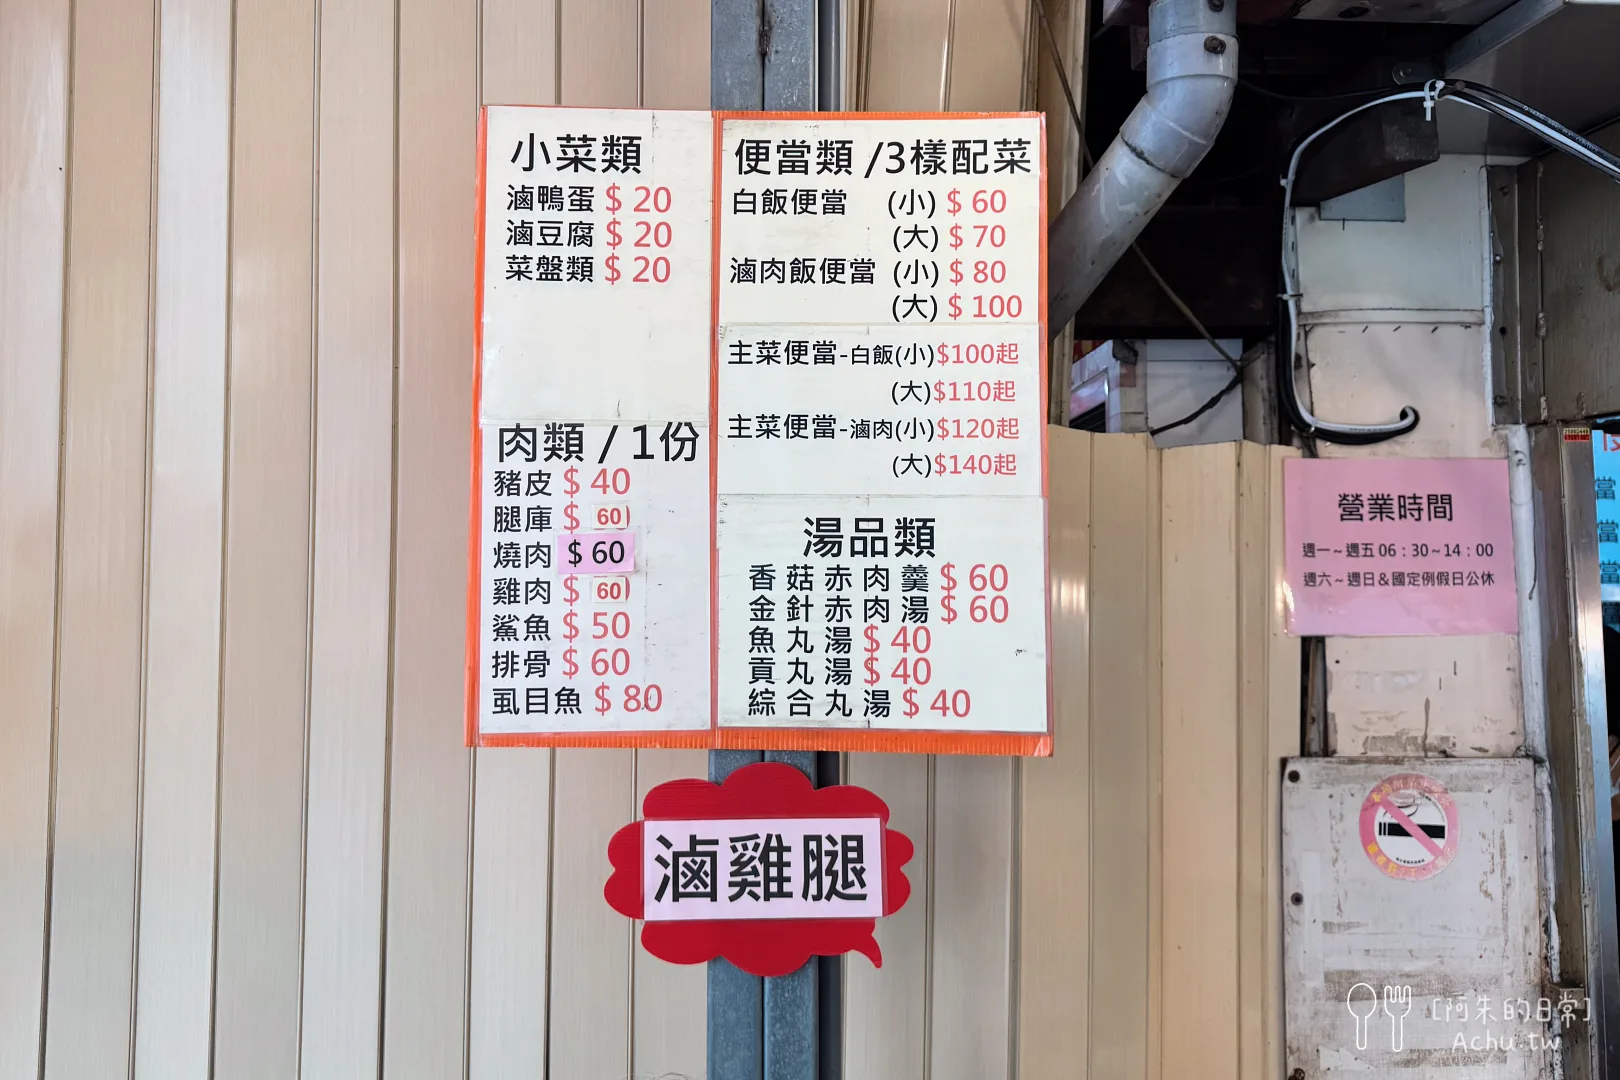 小菜類
滷鴨蛋 $ 20
滷豆腐 $ 20
菜盤類 $ 20
肉類 / 1份
豬皮 $ 40
腿庫 $ 60
燒肉 $ 60
雞肉 $ 60
鯊魚 $ 50
排骨 $ 60
虱目魚 $ 80
便當類 /3樣配菜
白飯便當 (小) $ 60
(大) $ 70
滷肉飯便當 (小) $ 80
(大) $ 100
主菜便當-白飯(小)$100起
(大)$110起
主菜便當-滷肉(小)$120起
(大)$140起
湯品類
香菇赤肉羹 $ 60
金針赤肉湯 $ 60
魚丸湯 $ 40
貢丸湯 $ 40
綜合丸湯 $ 40
滷雞腿
營業時間
週一~週五 06：30~14：00
週六~週日＆國定例假日公休
當
當
當
[阿朱的日常]
Achu.tw